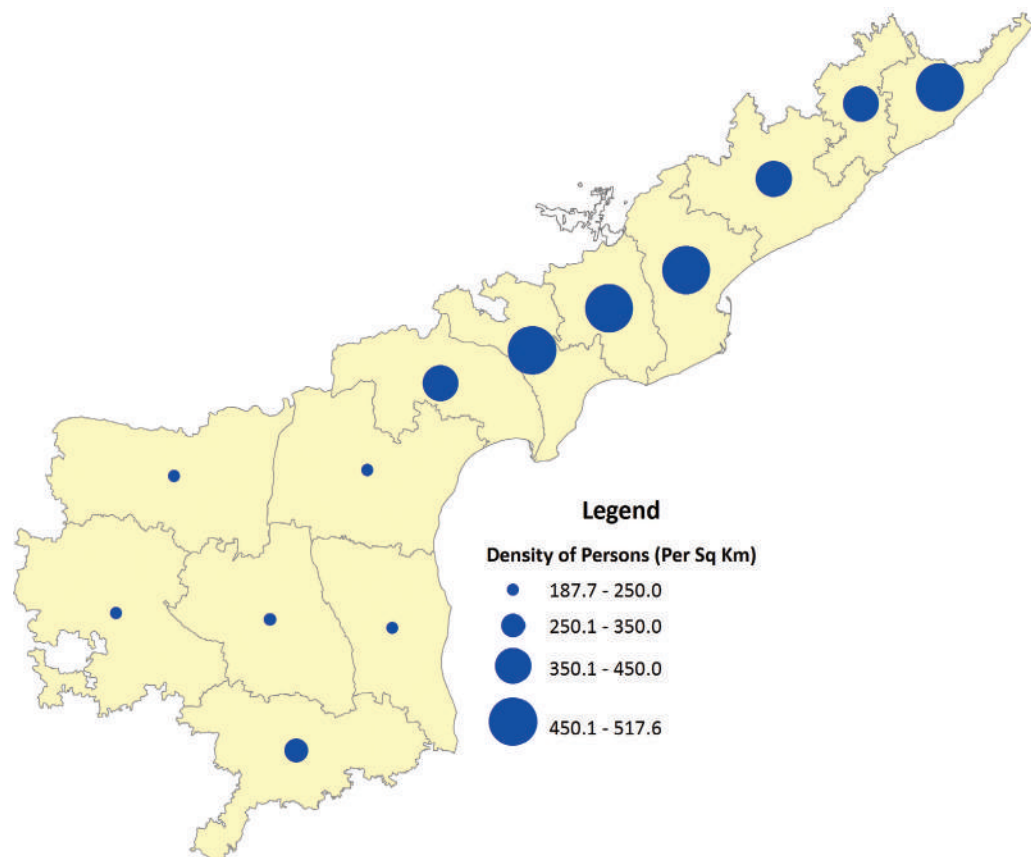 Legend
Density of Persons (Per Sq Km)
187.7 - 250.0
250.1 - 350.0
350.1 - 450.0
450.1 - 517.6